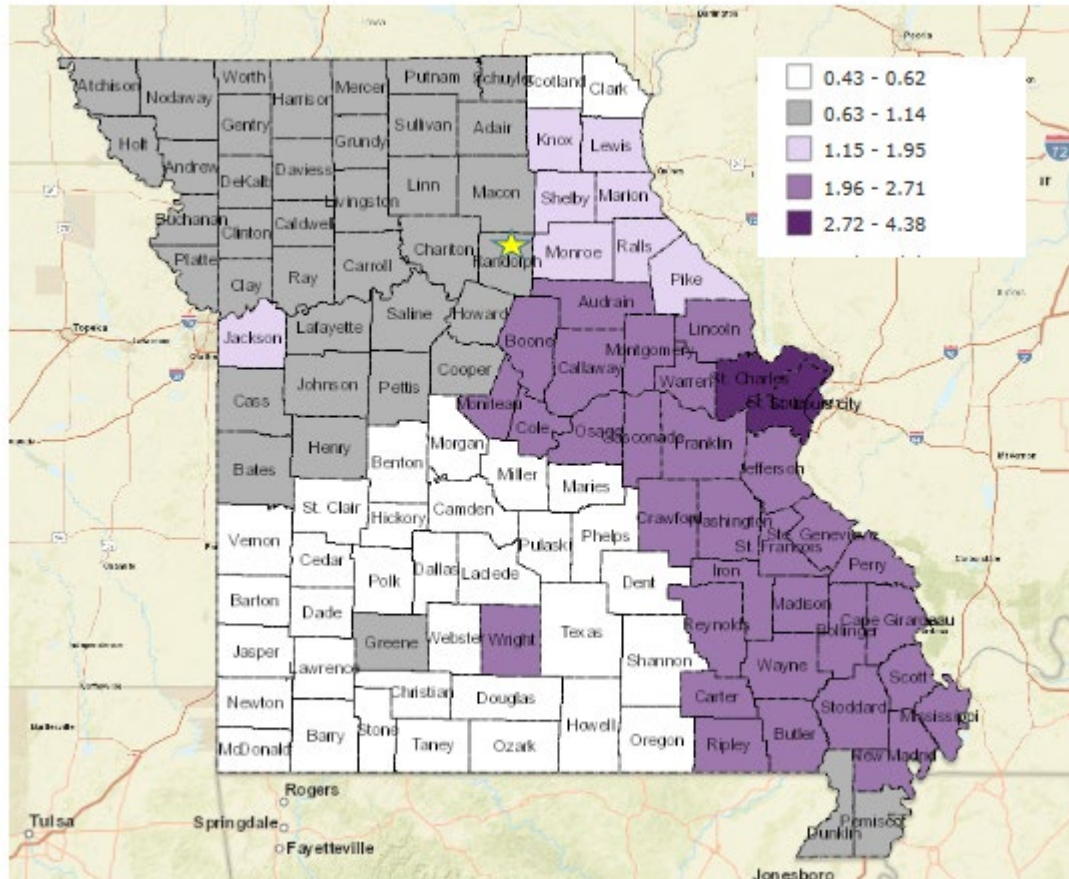 Peoria
0.43 - 0.62
0.63 - 1.14
1.15 - 1.95
1.96 - 2.71
2.72 - 4.38
72
Atchison
Nodaway
Worth
Harrison
Mercer
Putnam
Schuyler
Scotland
Clark
Holt
Gentry
Grundy
Sullivan
Adair
Knox
Lewis
Andrew
DeKalb
Daviess
Livingston
Linn
Macon
Shelby
Marion
Buchanan
Clinton
Caldwell
Platte
Clay
Ray
Carroll
Chariton
Randolph
Monroe
Ralls
Pike
Topeka
Jackson
Lafayette
Saline
Howard
Boone
Audrain
Lincoln
Cass
Johnson
Pettis
Cooper
Callaway
Montgomery
Warren
St. Charles
Moniteau
Cole
Osage
Gasconade
Franklin
Jefferson
Bates
Henry
Benton
Morgan
Miller
Maries
St. Clair
Hickory
Camden
Pulaski
Phelps
Crawford
Washington
St. Francois
Ste. Genevieve
Perry
Vernon
Cedar
Polk
Dallas
Laclede
Dent
Iron
Barton
Dade
Greene
Webster
Wright
Texas
Shannon
Reynolds
Madison
Bollinger
Cape Girardeau
Jasper
Lawrence
Christian
Douglas
Howell
Carter
Wayne
Scott
Stoddard
Mississippi
Newton
McDonald
Barry
Stone
Taney
Ozark
Oregon
Ripley
Butler
New Madrid
Dunklin
Pemiscot
Rogers
Springdale
Fayetteville
Tulsa
Jonesboro